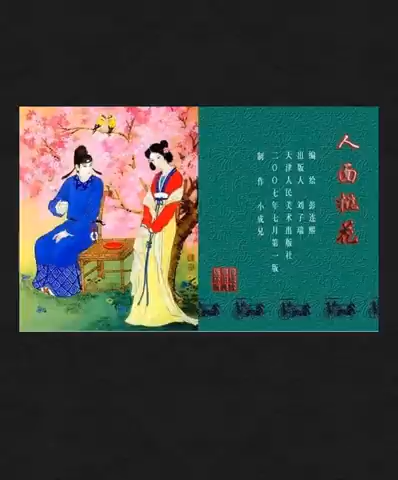 人面桃花
编 绘 彭连熙
出版人 刘子瑞
天津人民美术出版社
二〇〇七年七月第一版
制 作 小成兄